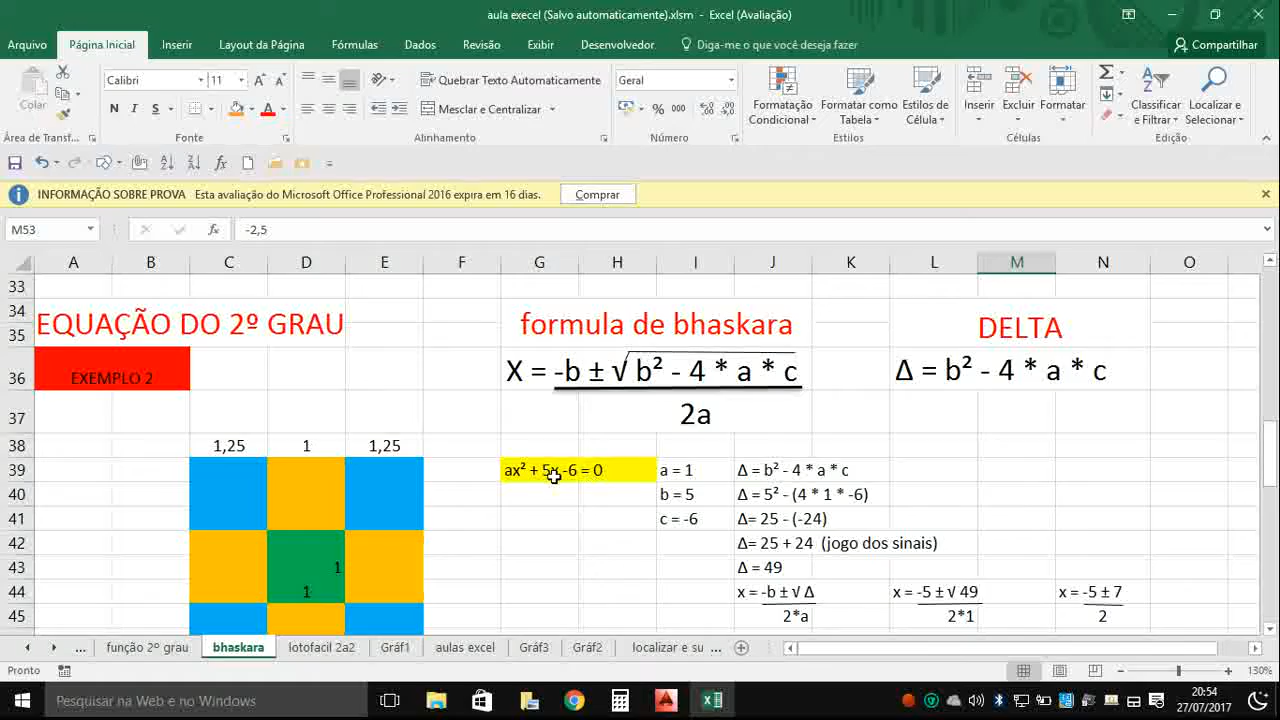 aula execel (Salvo automaticamente).xlsm - Excel (Avaliação)
Arquivo Página Inicial Inserir Layout da Página Fórmulas Dados Revisão Exibir Desenvolvedor Diga-me o que você deseja fazer Compartilhar
Colar Calibri 11 Quebrar Texto Automaticamente Geral Formatação Condicional Formatar como Tabela Estilos de Célula Inserir Excluir Formatar Classificar e Filtrar Localizar e Selecionar
N I S Mesclar e Centralizar % 000
Área de Transf... Fonte Alinhamento Número Estilos Células Edição
INFORMAÇÃO SOBRE PROVA Esta avaliação do Microsoft Office Professional 2016 expira em 16 dias. Comprar
M53 fx -2,5
A B C D E F G H I J K L M N O
33
34
EQUAÇÃO DO 2º GRAU formula de bhaskara DELTA
35
36 EXEMPLO 2 X = -b ± √ b² - 4 * a * c Δ = b² - 4 * a * c
37 2a
38 1,25 1 1,25
39 ax² + 5x -6 = 0 a = 1 Δ = b² - 4 * a * c
40 b = 5 Δ = 5² - (4 * 1 * -6)
41 c = -6 Δ= 25 - (-24)
42 Δ= 25 + 24 (jogo dos sinais)
43 1 Δ = 49
44 1 x = -b ± √ Δ x = -5 ± √ 49 x = -5 ± 7
45 2*a 2*1 2
função 2º grau bhaskara lotofacil 2a2 Gráf1 aulas excel Gráf3 Gráf2 localizar e su ...
Pronto 130%
Pesquisar na Web e no Windows 20:54
27/07/2017